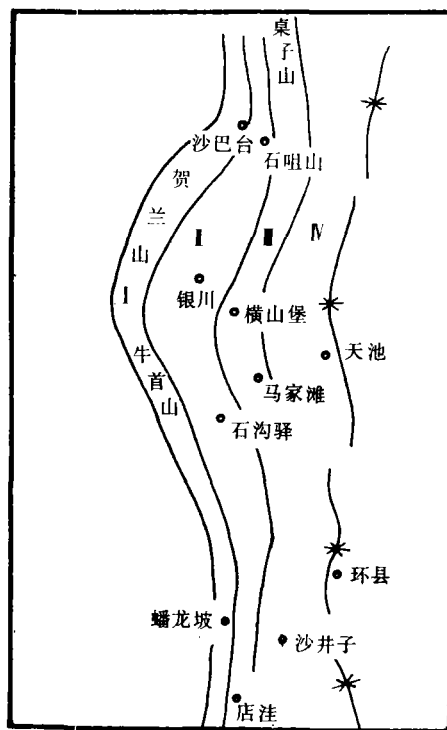 桌子山
沙巴台
石咀山
贺兰山
I
II
III
IV
银川
横山堡
天池
牛首山
马家滩
石沟驿
环县
蟠龙坡
沙井子
店洼